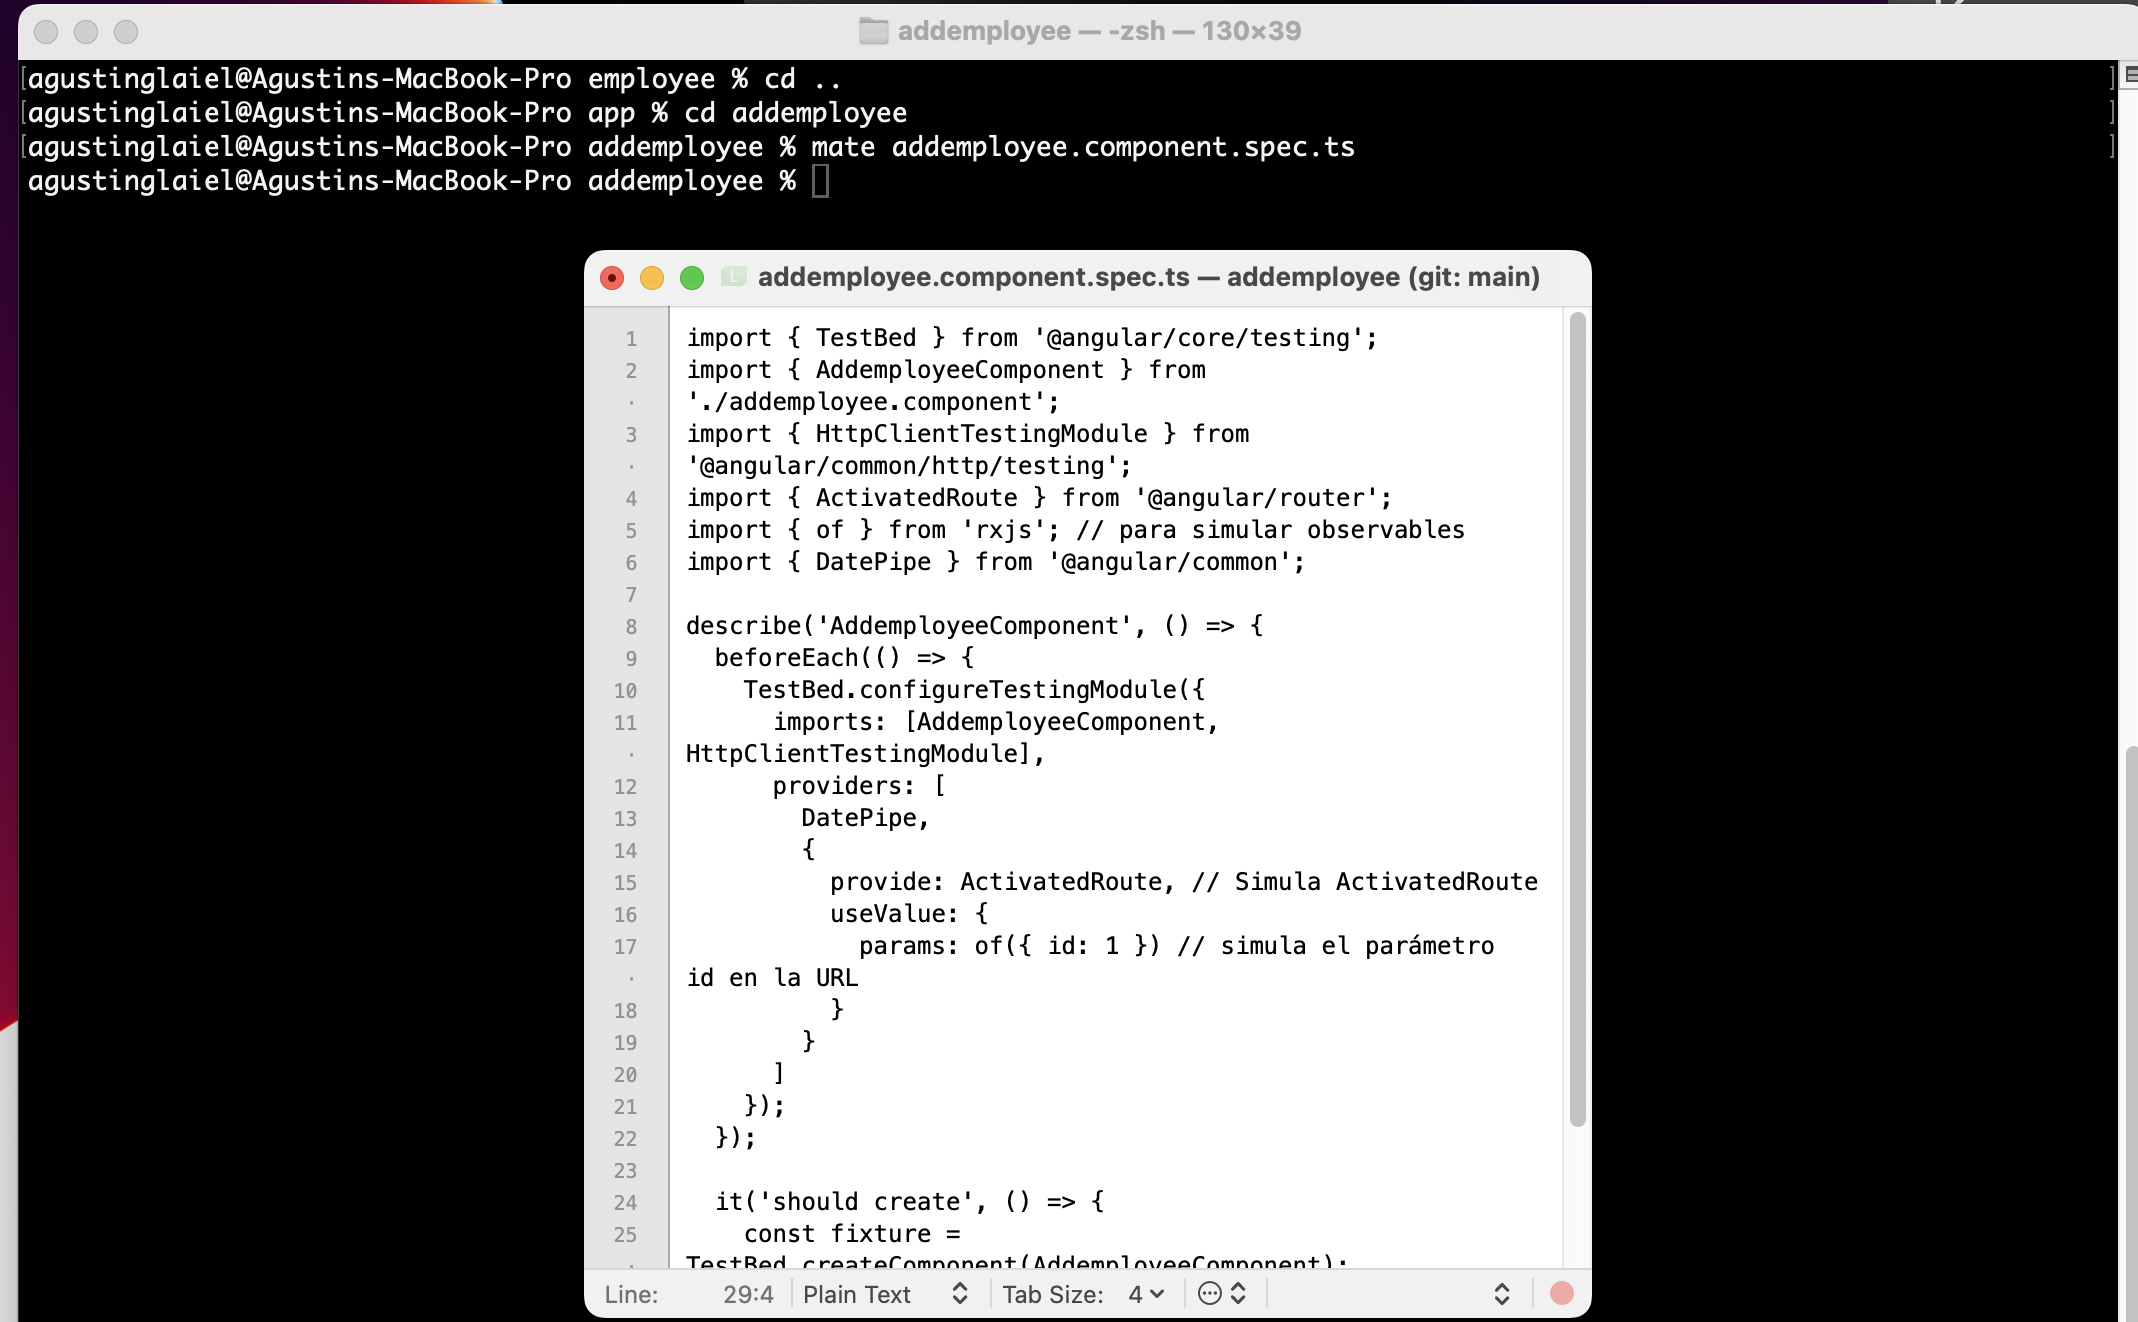 addemployee — -zsh — 130×39
[agustinglaiel@Agustins-MacBook-Pro employee % cd ..]
[agustinglaiel@Agustins-MacBook-Pro app % cd addemployee]
[agustinglaiel@Agustins-MacBook-Pro addemployee % mate addemployee.component.spec.ts]
agustinglaiel@Agustins-MacBook-Pro addemployee %
addemployee.component.spec.ts — addemployee (git: main)
1 import { TestBed } from '@angular/core/testing';
2 import { AddemployeeComponent } from
· './addemployee.component';
3 import { HttpClientTestingModule } from
· '@angular/common/http/testing';
4 import { ActivatedRoute } from '@angular/router';
5 import { of } from 'rxjs'; // para simular observables
6 import { DatePipe } from '@angular/common';
7
8 describe('AddemployeeComponent', () => {
9 beforeEach(() => {
10 TestBed.configureTestingModule({
11 imports: [AddemployeeComponent,
· HttpClientTestingModule],
12 providers: [
13 DatePipe,
14 {
15 provide: ActivatedRoute, // Simula ActivatedRoute
16 useValue: {
17 params: of({ id: 1 }) // simula el parámetro
· id en la URL
18 }
19 }
20 ]
21 });
22 });
23
24 it('should create', () => {
25 const fixture =
· TestBed.createComponent(AddemployeeComponent);
Line: 29:4 Plain Text Tab Size: 4